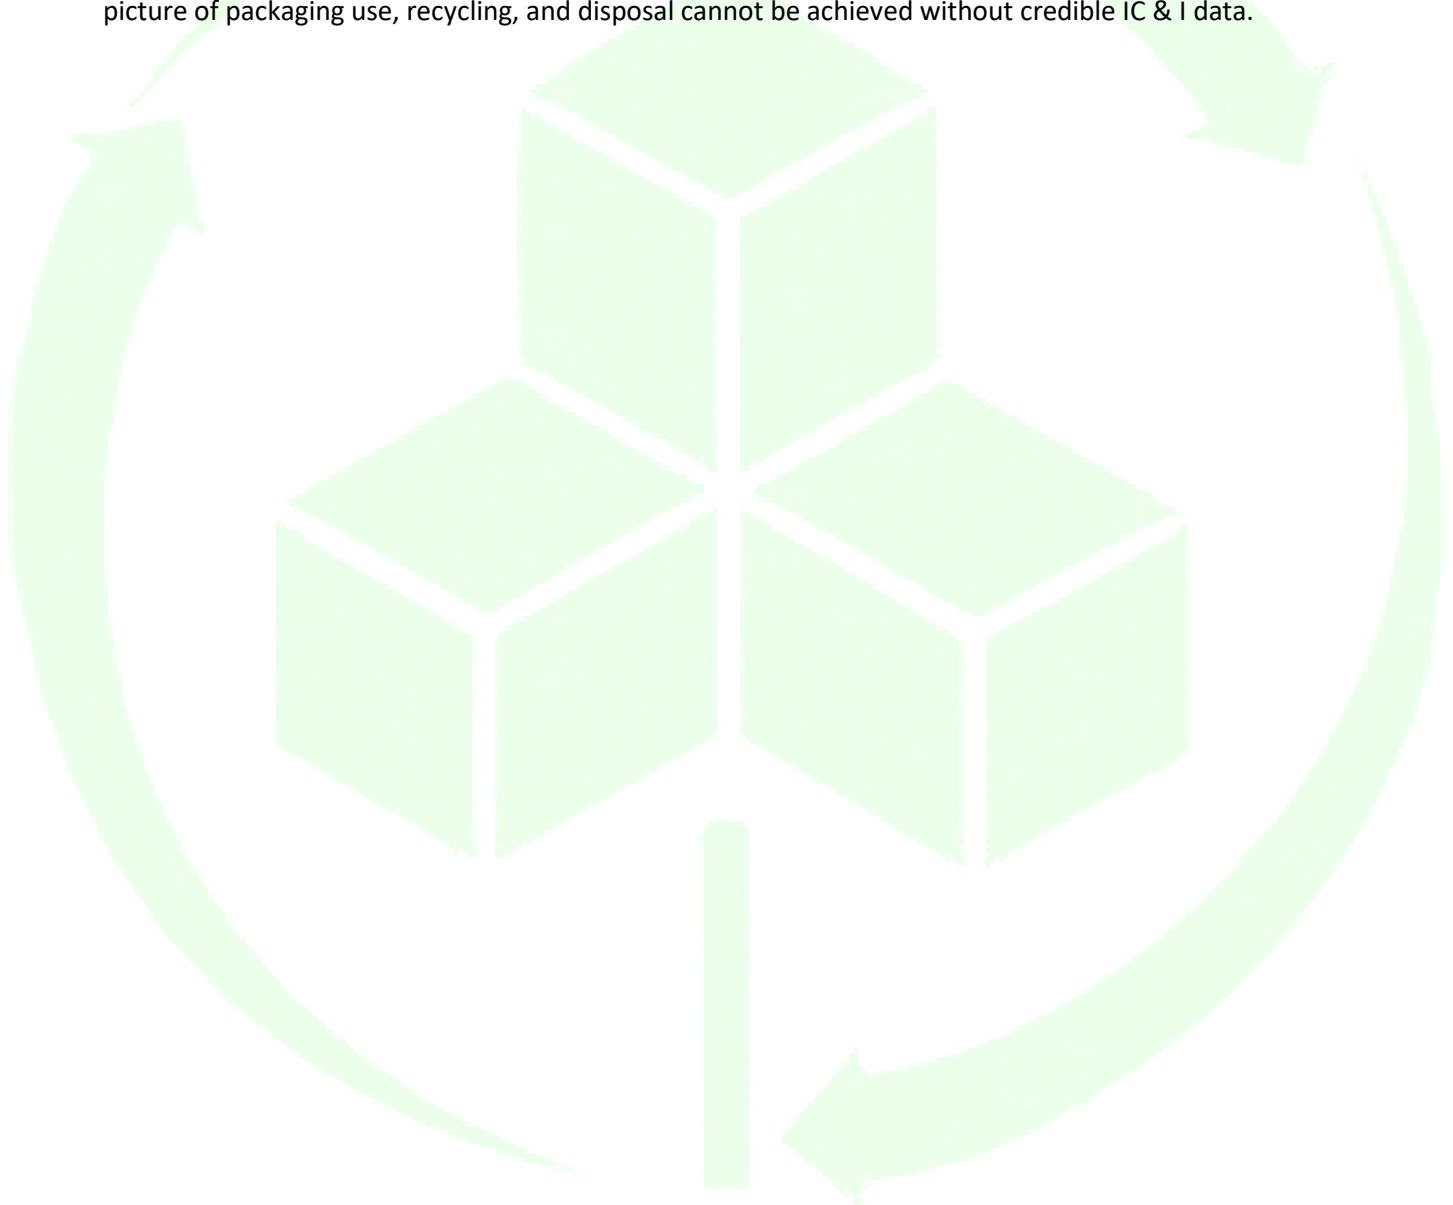 picture of packaging use, recycling, and disposal cannot be achieved without credible IC & I data.